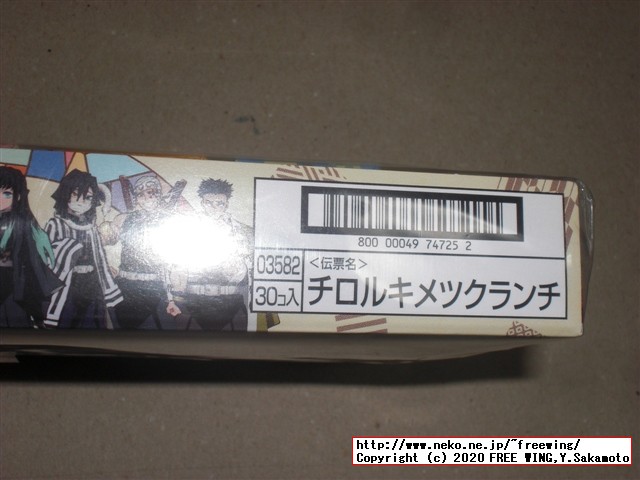 800 00049 74725 2
03582
<伝票名>
30コ入
チロルキメツクランチ
http://www.neko.ne.jp/~freewing/
Copyright (c) 2020 FREE WING,Y.Sakamoto